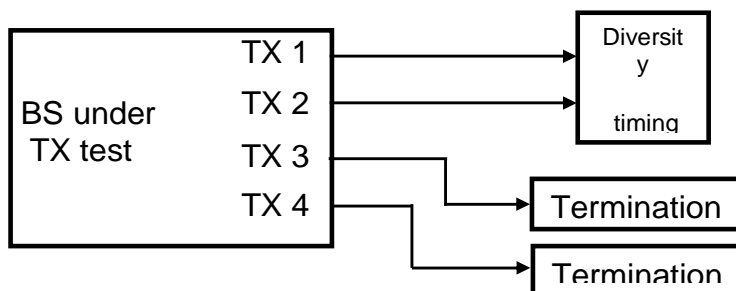 BS under
TX test
TX 1
TX 2
TX 3
TX 4
Diversit
y
timing
Termination
Termination